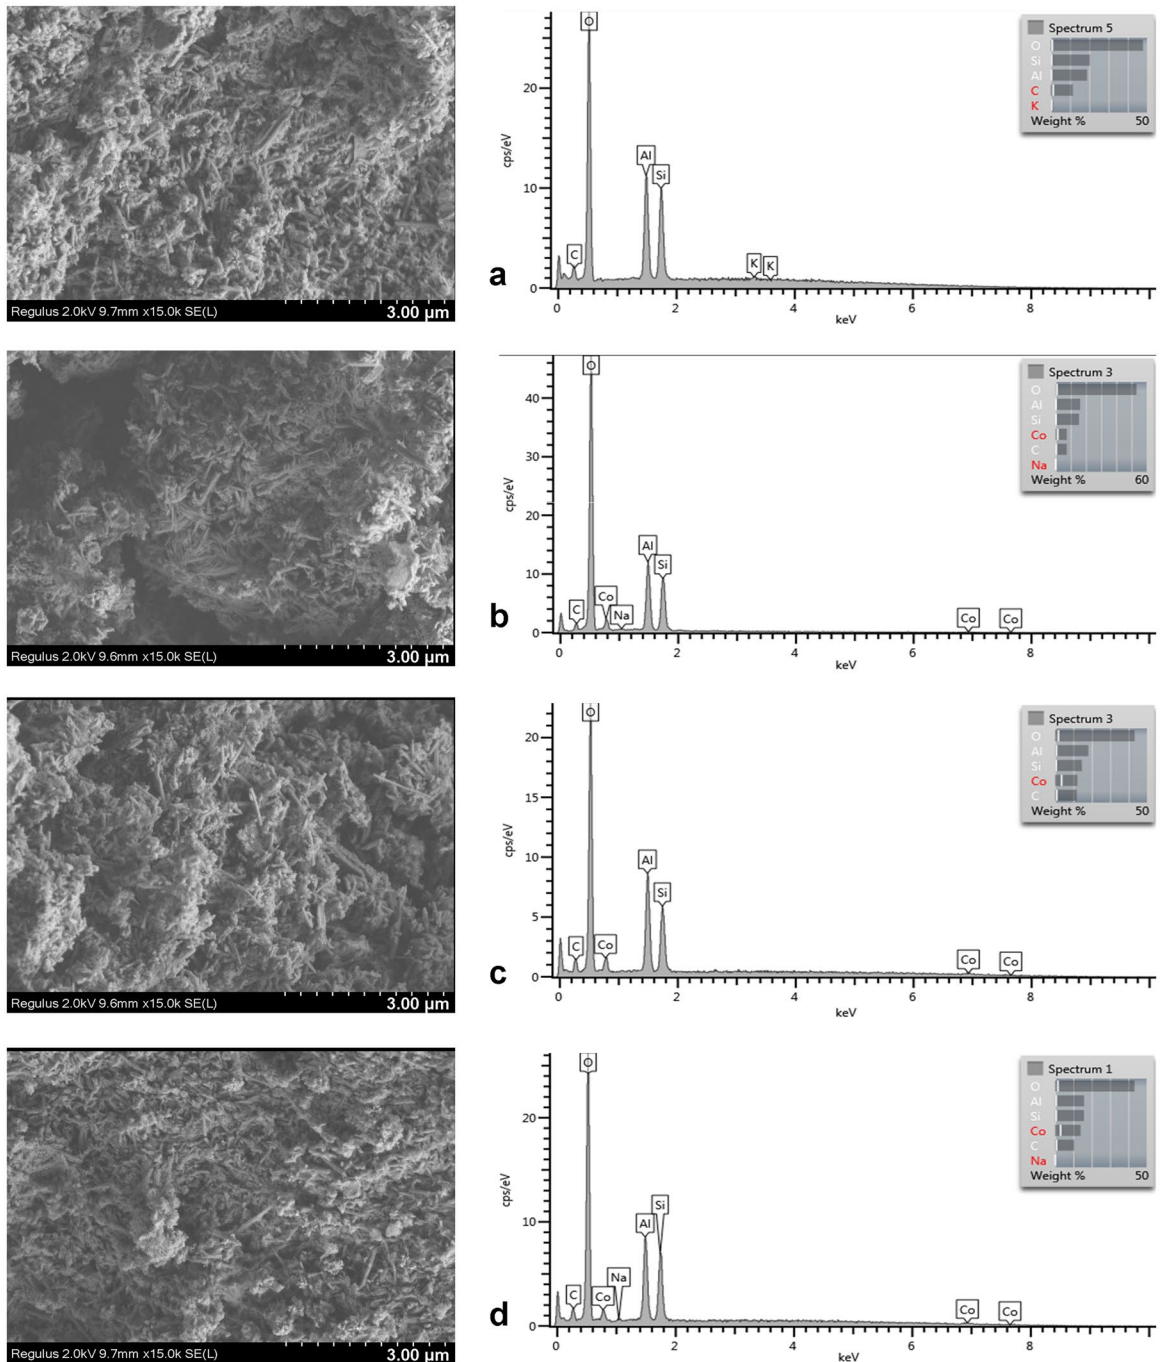 Regulus 2.0kV 9.7mm x15.0k SE(L) 3.00 µm
a
cps/eV
20
10
0
O
Al
Si
C
K
K
0 2 4 6 8
keV
Spectrum 5
O
Si
Al
C
K
Weight % 50
Regulus 2.0kV 9.6mm x15.0k SE(L) 3.00 µm
b
cps/eV
40
30
20
10
0
O
Al
Si
Co
C
Na
Co
Co
0 2 4 6 8
keV
Spectrum 3
O
Al
Si
Co
C
Na
Weight % 60
Regulus 2.0kV 9.6mm x15.0k SE(L) 3.00 µm
c
cps/eV
20
15
10
5
0
O
Al
Si
C
Co
Co
Co
0 2 4 6 8
keV
Spectrum 3
O
Al
Si
Co
C
Weight % 50
Regulus 2.0kV 9.7mm x15.0k SE(L) 3.00 µm
d
cps/eV
20
10
0
O
Si
Al
Na
C
Co
Co
Co
0 2 4 6 8
keV
Spectrum 1
O
Al
Si
Co
C
Na
Weight % 50